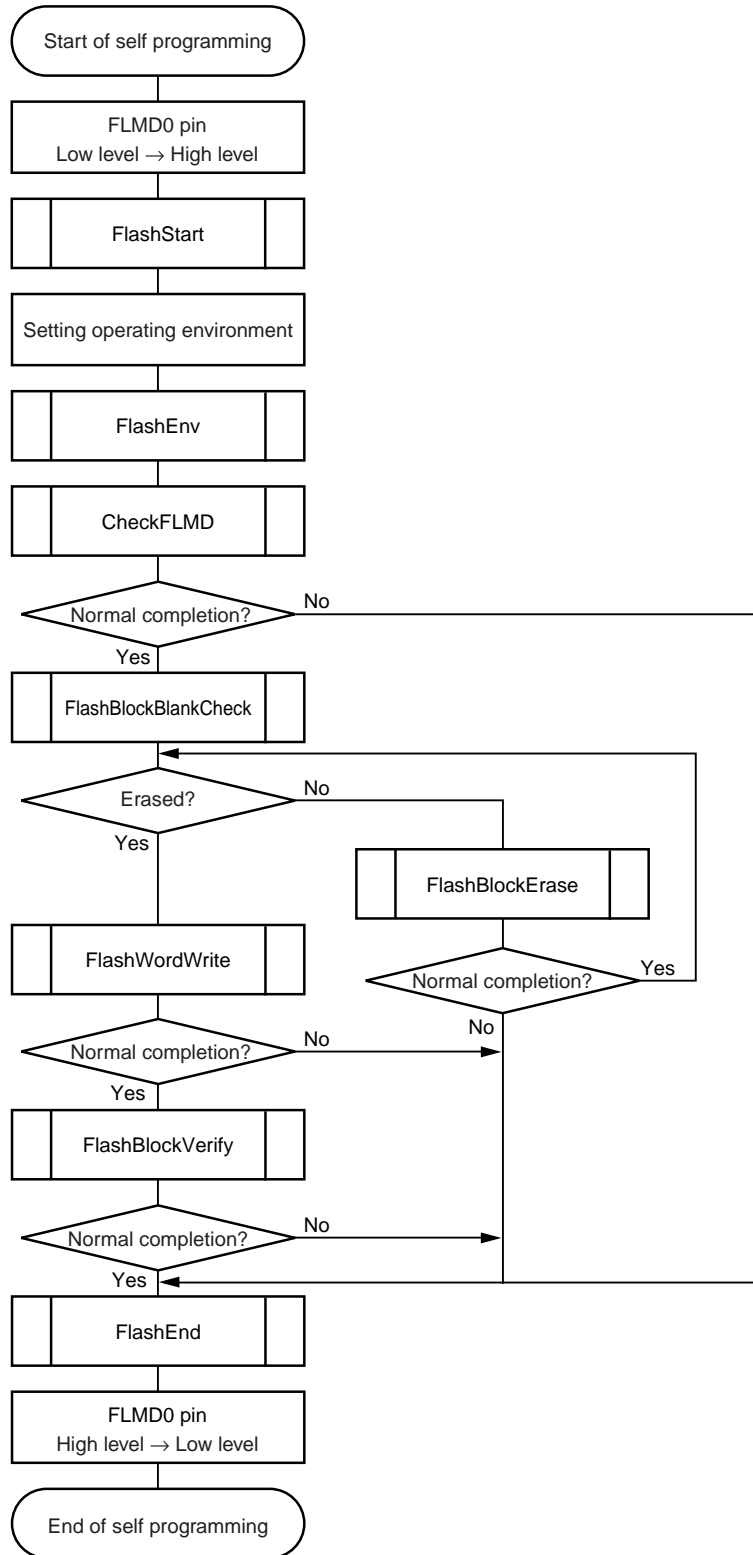 Start of self programming
FLMD0 pin
Low level → High level
FlashStart
Setting operating environment
FlashEnv
CheckFLMD
Normal completion?
No
Yes
FlashBlockBlankCheck
Erased?
No
Yes
FlashBlockErase
Normal completion?
Yes
No
FlashWordWrite
Normal completion?
No
Yes
FlashBlockVerify
Normal completion?
No
Yes
FlashEnd
FLMD0 pin
High level → Low level
End of self programming